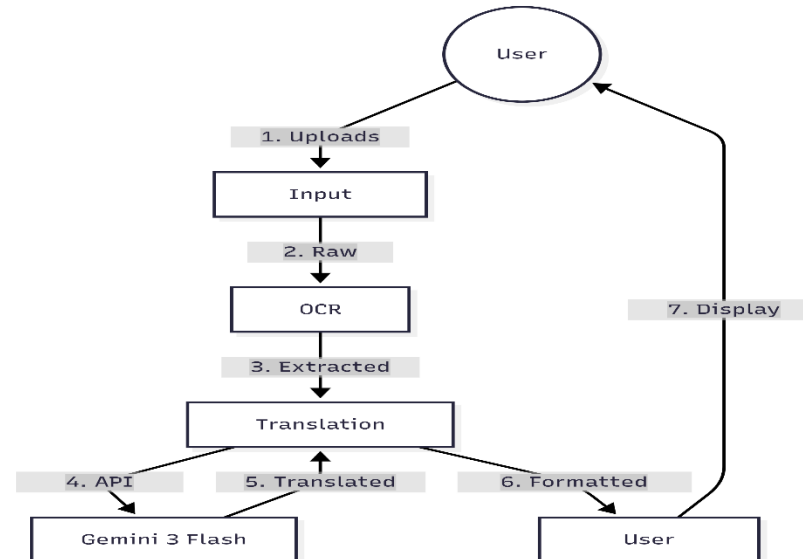 User
1. Uploads
Input
2. Raw
OCR
7. Display
3. Extracted
Translation
4. API
5. Translated
6. Formatted
Gemini 3 Flash
User